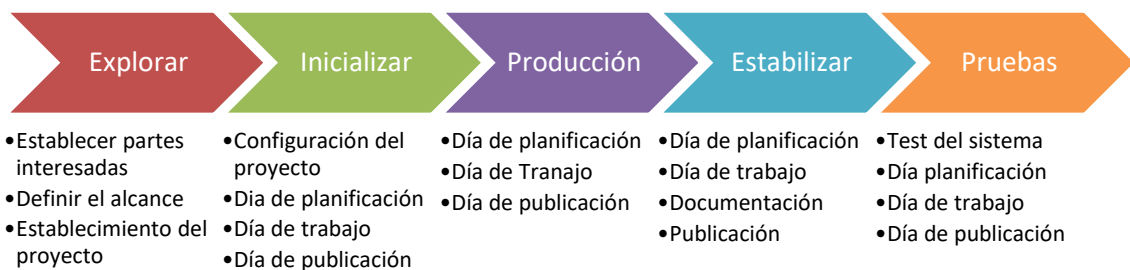 Explorar
Inicializar
Producción
Estabilizar
Pruebas
•Establecer partes
interesadas
•Definir el alcance
•Establecimiento del
proyecto
•Configuración del
proyecto
•Dia de planificación
•Día de trabajo
•Día de publicación
•Día de planificación
•Día de Tranajo
•Día de publicación
•Día de planificación
•Día de trabajo
•Documentación
•Publicación
•Test del sistema
•Día planificación
•Día de trabajo
•Día de publicación